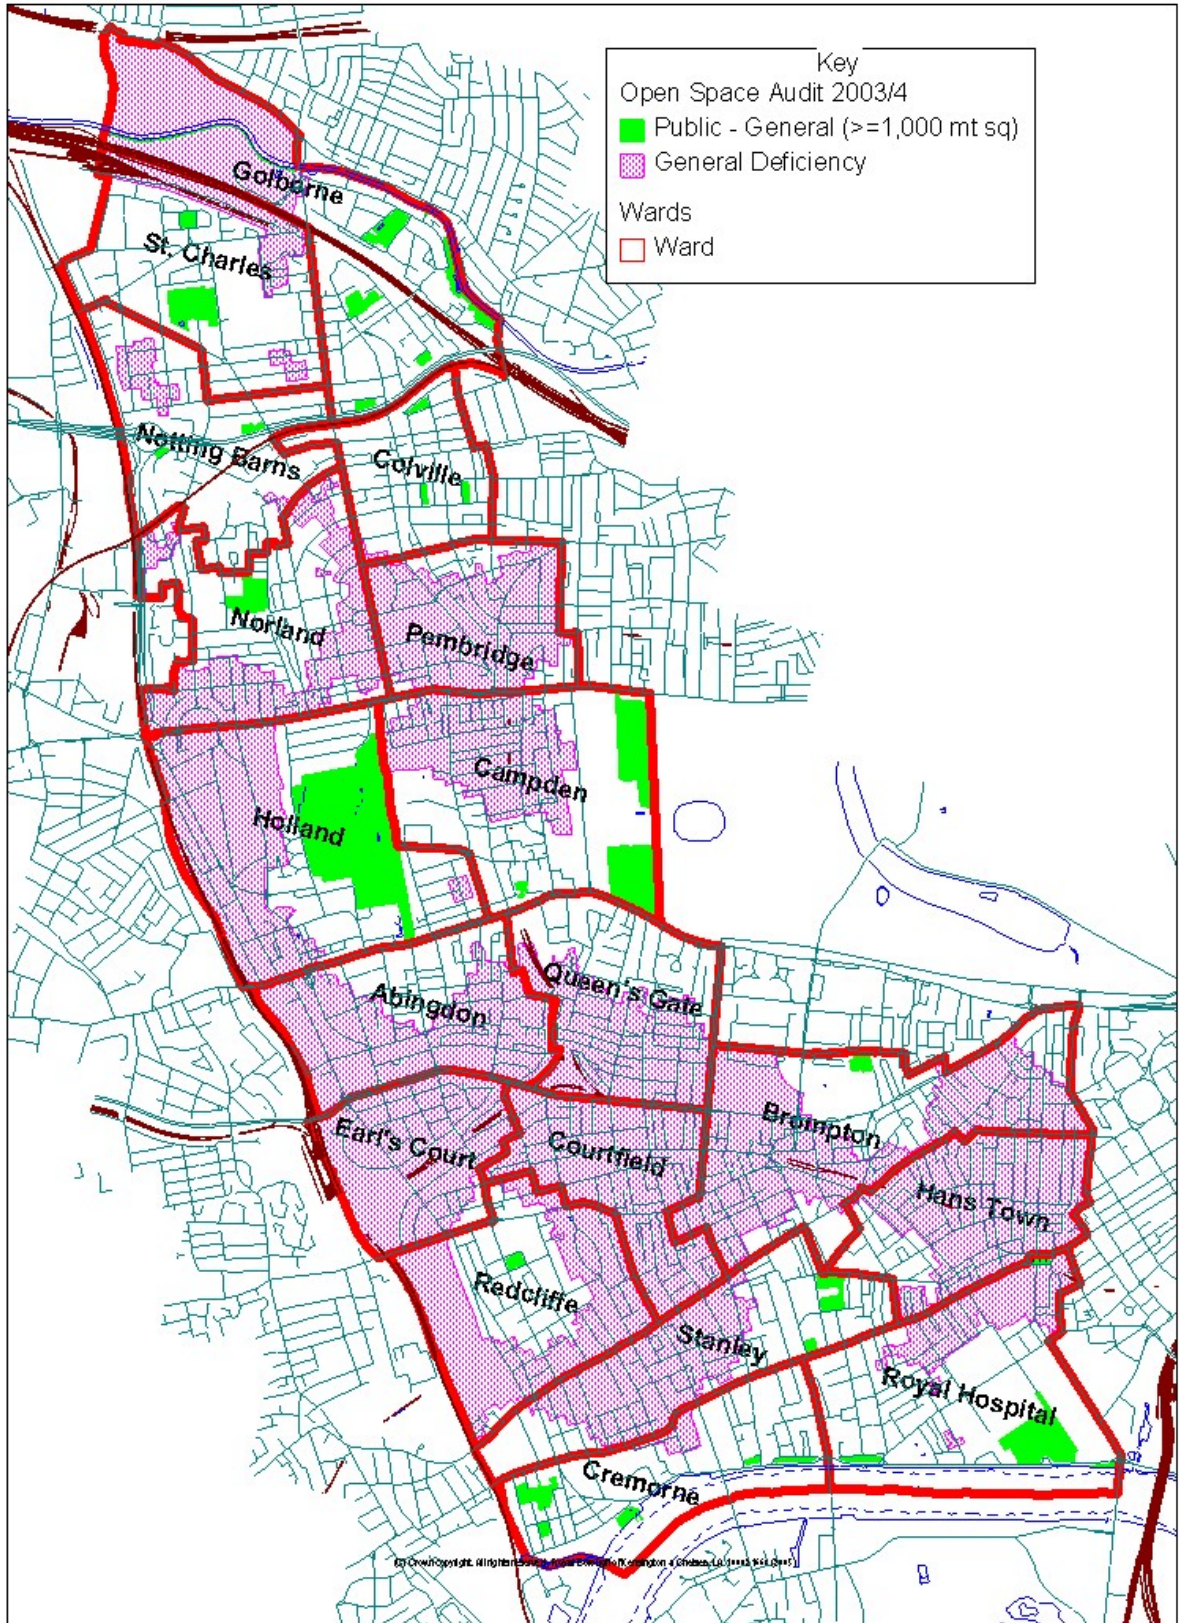 Key
Open Space Audit 2003/4
Public - General (>=1,000 mt sq)
General Deficiency
Wards
Ward
Golborne
St. Charles
Notting Barns
Colville
Norland
Pembridge
Campden
Holland
Queen's Gate
Abingdon
Brompton
Earl's Court
Courtfield
Hans Town
Redcliffe
Stanley
Royal Hospital
Cremorne